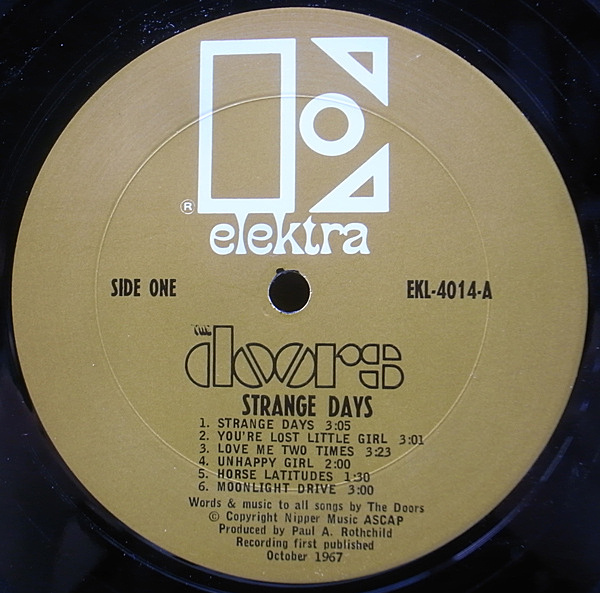 ®
elektra
SIDE ONE
EKL-4014-A
THE
doors
STRANGE DAYS
1. STRANGE DAYS 3:05
2. YOU'RE LOST LITTLE GIRL 3:01
3. LOVE ME TWO TIMES 3:23
4. UNHAPPY GIRL 2:00
5. HORSE LATITUDES 1:30
6. MOONLIGHT DRIVE 3:00
Words & music to all songs by The Doors
© Copyright Nipper Music ASCAP
Produced by Paul A. Rothchild
Recording first published
October 1967